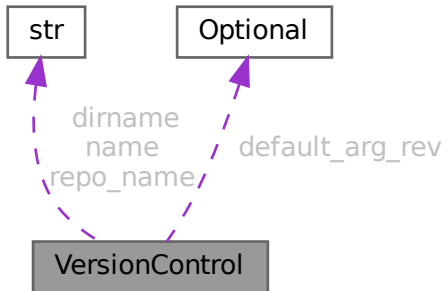 str
Optional
dirname
name
repo_name
default_arg_rev
VersionControl